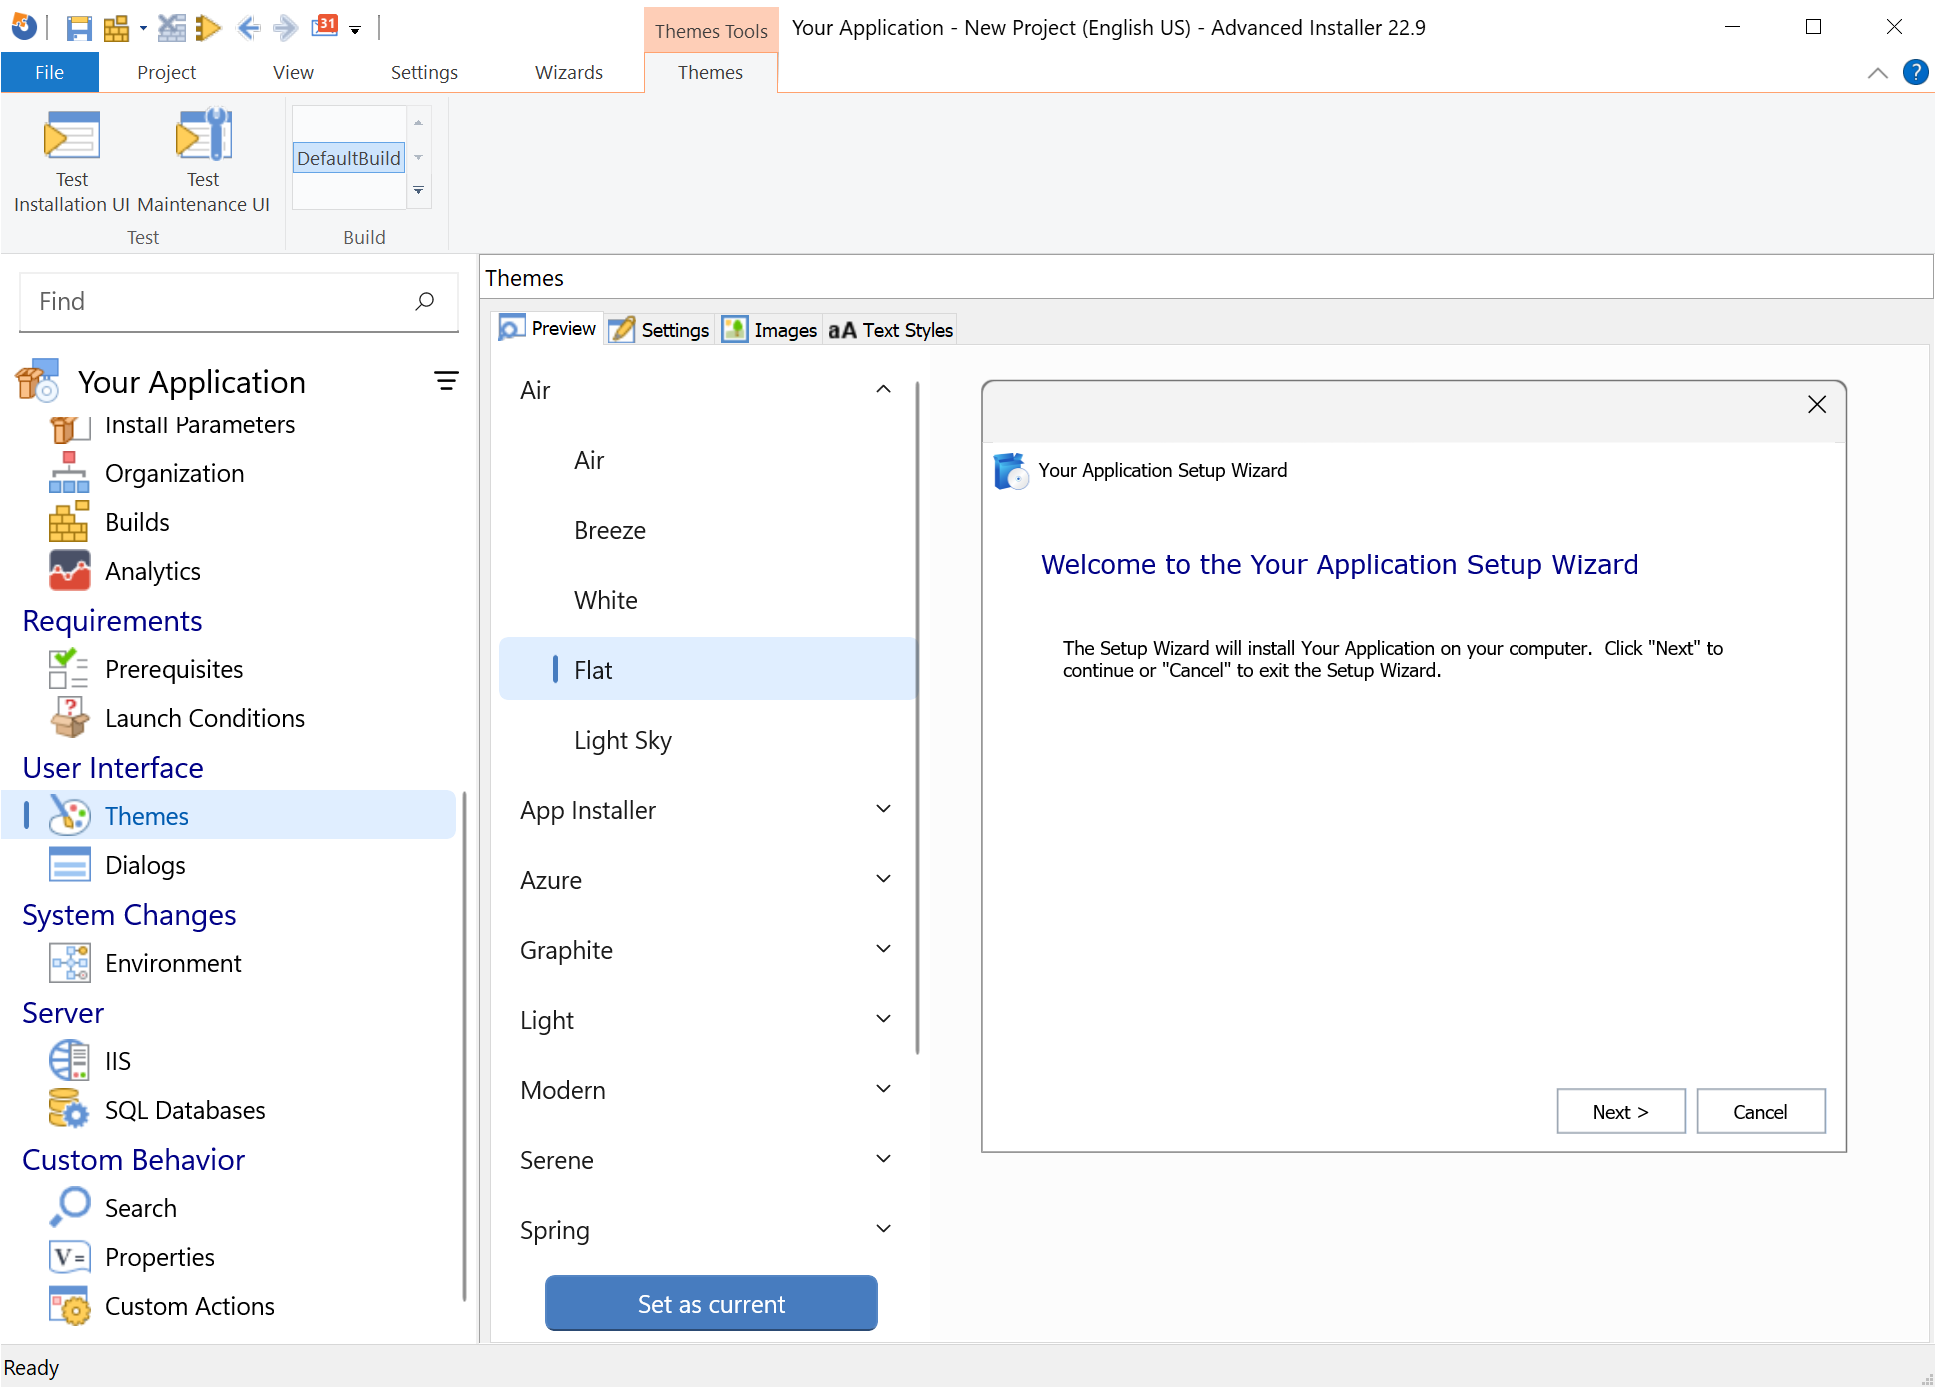 31
Themes Tools
Your Application - New Project (English US) - Advanced Installer 22.9
File
Project
View
Settings
Wizards
Themes
?
Test
Installation UI
Test
Maintenance UI
DefaultBuild
Test
Build
Find
Your Application
Install Parameters
Organization
Builds
Analytics
Requirements
Prerequisites
Launch Conditions
User Interface
Themes
Dialogs
System Changes
Environment
Server
IIS
SQL Databases
Custom Behavior
Search
V=
Properties
Custom Actions
Themes
Preview
Settings
Images
aA Text Styles
Air
Air
Breeze
White
Flat
Light Sky
App Installer
Azure
Graphite
Light
Modern
Serene
Spring
Set as current
Your Application Setup Wizard
Welcome to the Your Application Setup Wizard
The Setup Wizard will install Your Application on your computer. Click "Next" to
continue or "Cancel" to exit the Setup Wizard.
Next >
Cancel
Ready